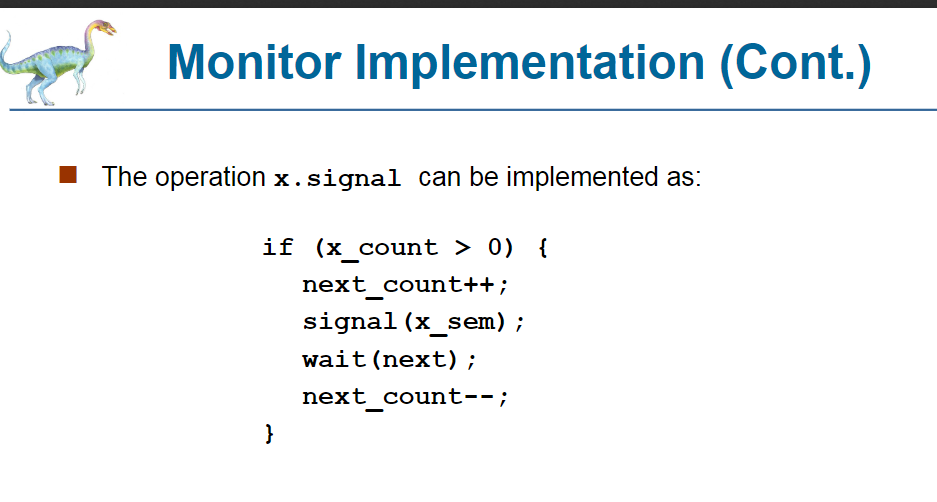 Monitor Implementation (Cont.)
The operation x.signal can be implemented as:
if (x_count > 0) {
next_count++;
signal(x_sem);
wait(next);
next_count--;
}